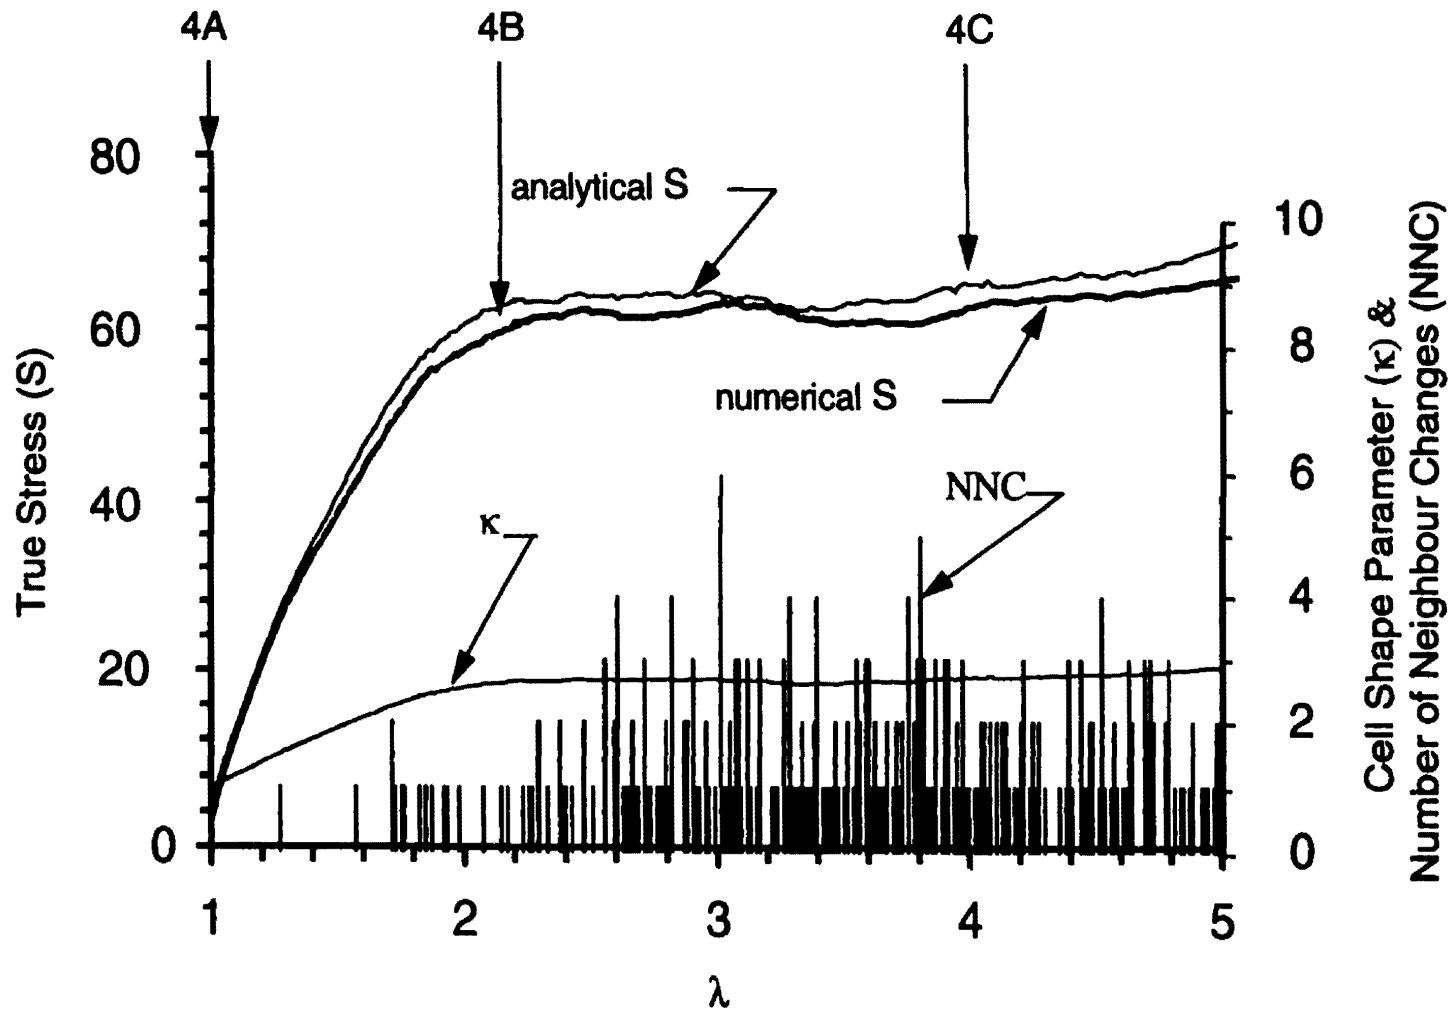 4A
4B
4C
80
60
40
20
0
True Stress (S)
analytical S
numerical S
NNC
κ
10
8
6
4
2
0
Cell Shape Parameter (κ) &
Number of Neighbour Changes (NNC)
1
2
3
4
5
λ